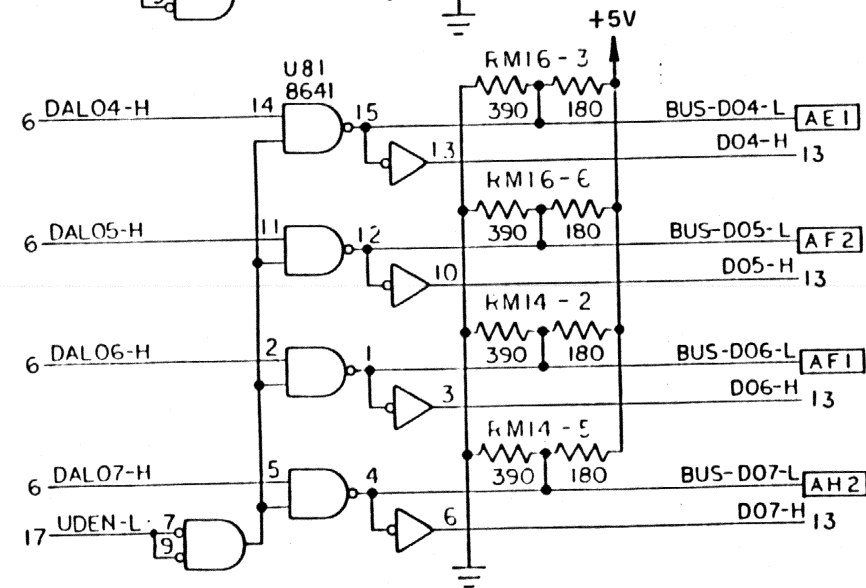 +5V
RM16-3
U81
8641
6 DAL04-H 14 15 390 180 BUS-D04-L AE1
13 D04-H 13
RM16-6
6 DAL05-H 11 12 390 180 BUS-D05-L AF2
10 D05-H 13
RM14-2
6 DAL06-H 2 1 390 180 BUS-D06-L AF1
3 D06-H 13
RM14-5
6 DAL07-H 5 4 390 180 BUS-D07-L AH2
17 UDEN-L 7 6 D07-H 13
9